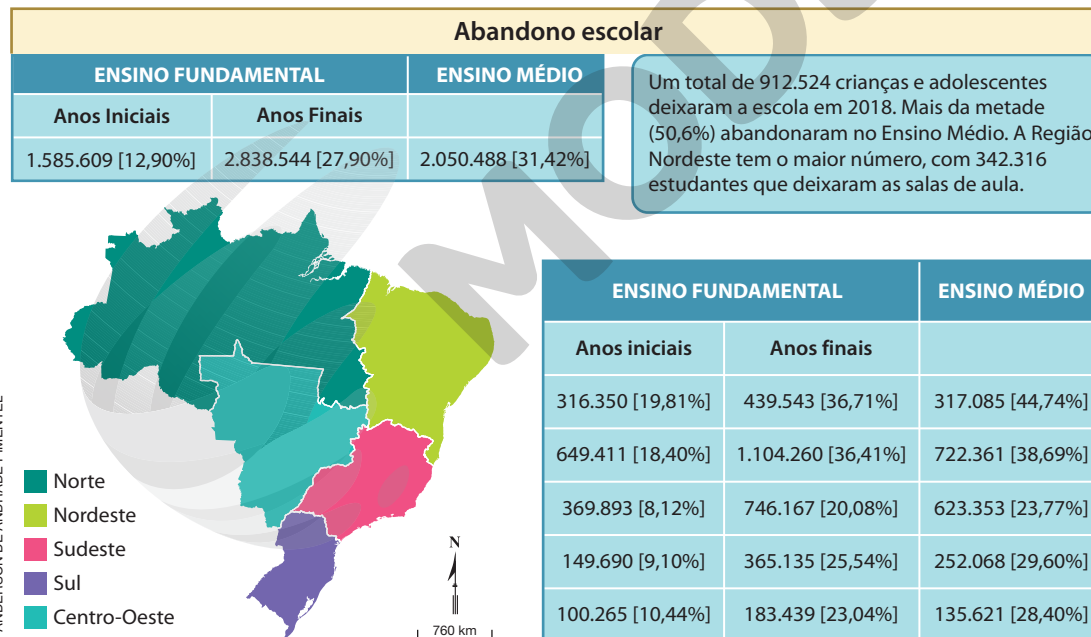 Abandono escolar
ENSINO FUNDAMENTAL ENSINO MÉDIO
Anos Iniciais Anos Finais
1.585.609 [12,90%] 2.838.544 [27,90%] 2.050.488 [31,42%]
Um total de 912.524 crianças e adolescentes
deixaram a escola em 2018. Mais da metade
(50,6%) abandonaram no Ensino Médio. A Região
Nordeste tem o maior número, com 342.316
estudantes que deixaram as salas de aula.
MOD
ENSINO FUNDAMENTAL ENSINO MÉDIO
Anos iniciais Anos finais
316.350 [19,81%] 439.543 [36,71%] 317.085 [44,74%]
649.411 [18,40%] 1.104.260 [36,41%] 722.361 [38,69%]
369.893 [8,12%] 746.167 [20,08%] 623.353 [23,77%]
149.690 [9,10%] 365.135 [25,54%] 252.068 [29,60%]
100.265 [10,44%] 183.439 [23,04%] 135.621 [28,40%]
Norte
Nordeste
Sudeste
Sul
Centro-Oeste
N
760 km
ANDERSON DE ANDRADE PIMENTEL